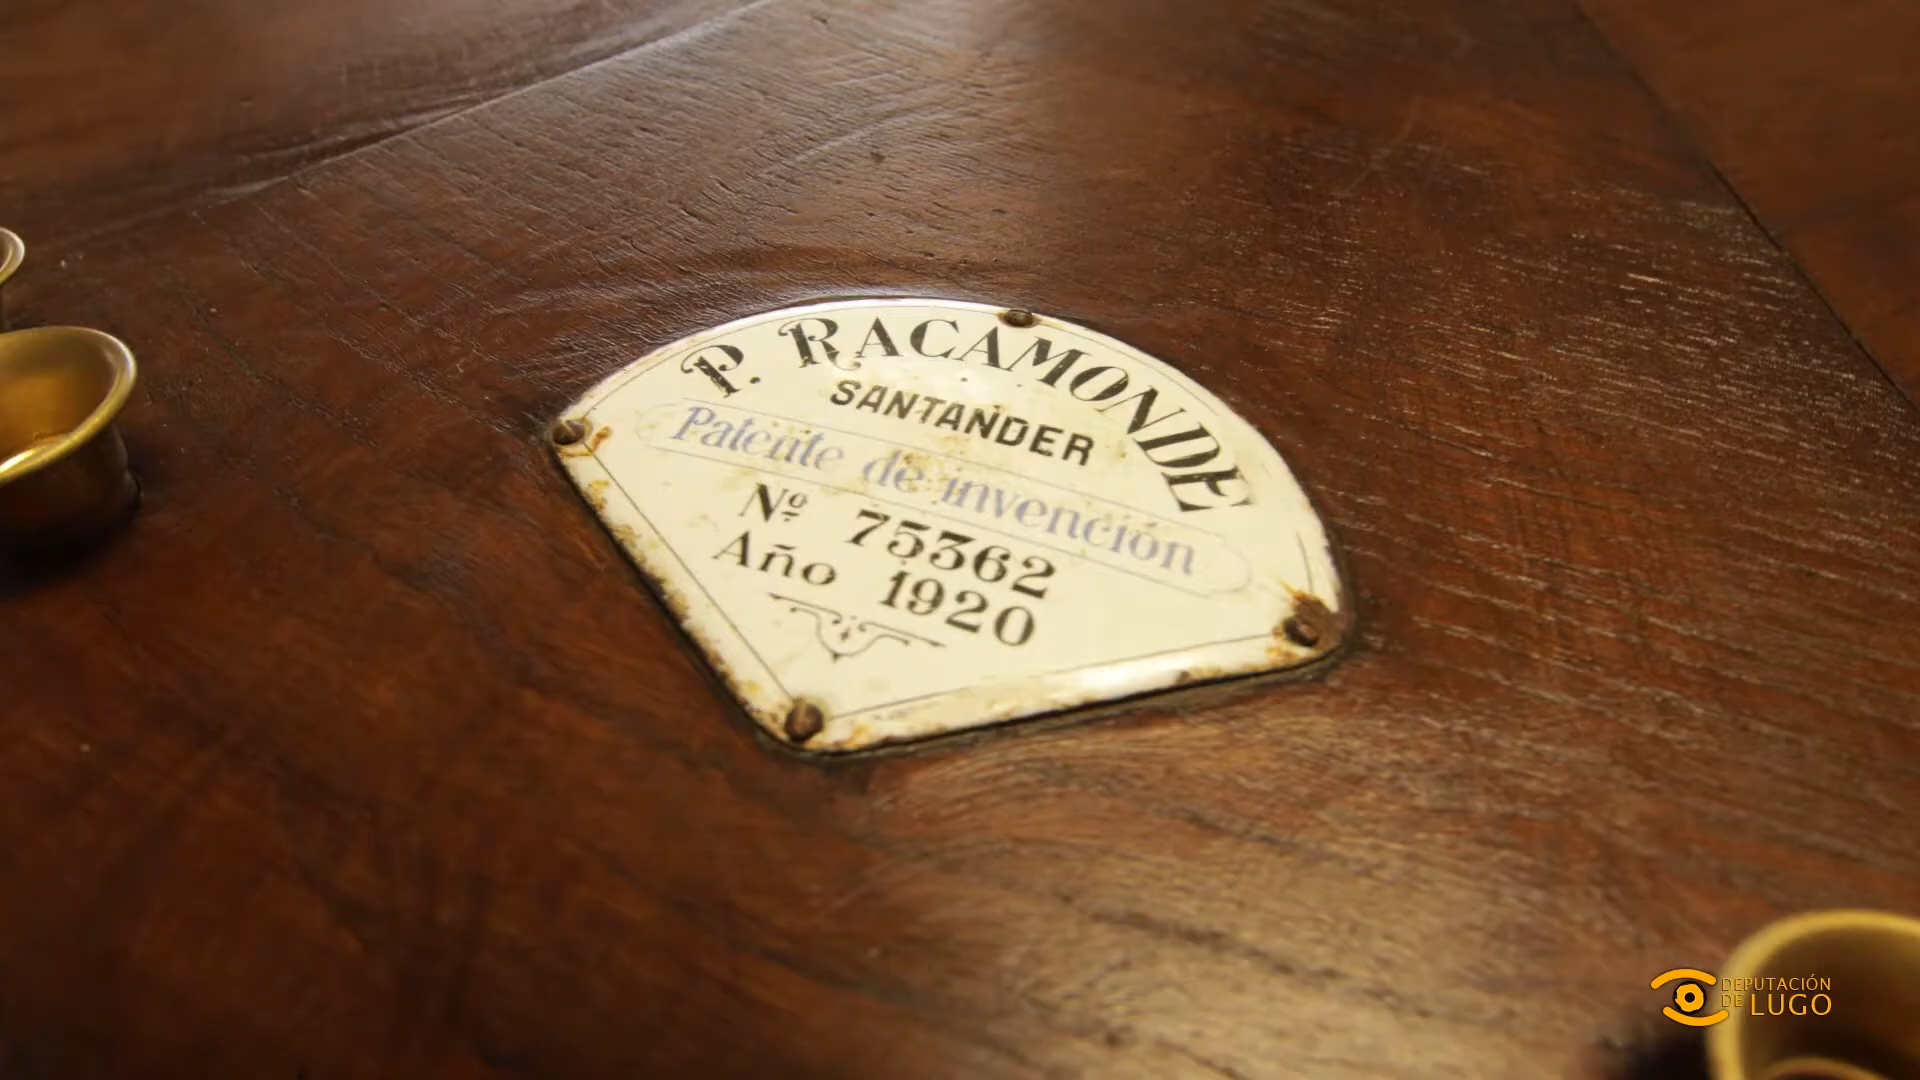 P. RACAMONDE
SANTANDER
Patente de invención
Nº 75362
Año 1920
DEPUTACIÓN
DE LUGO